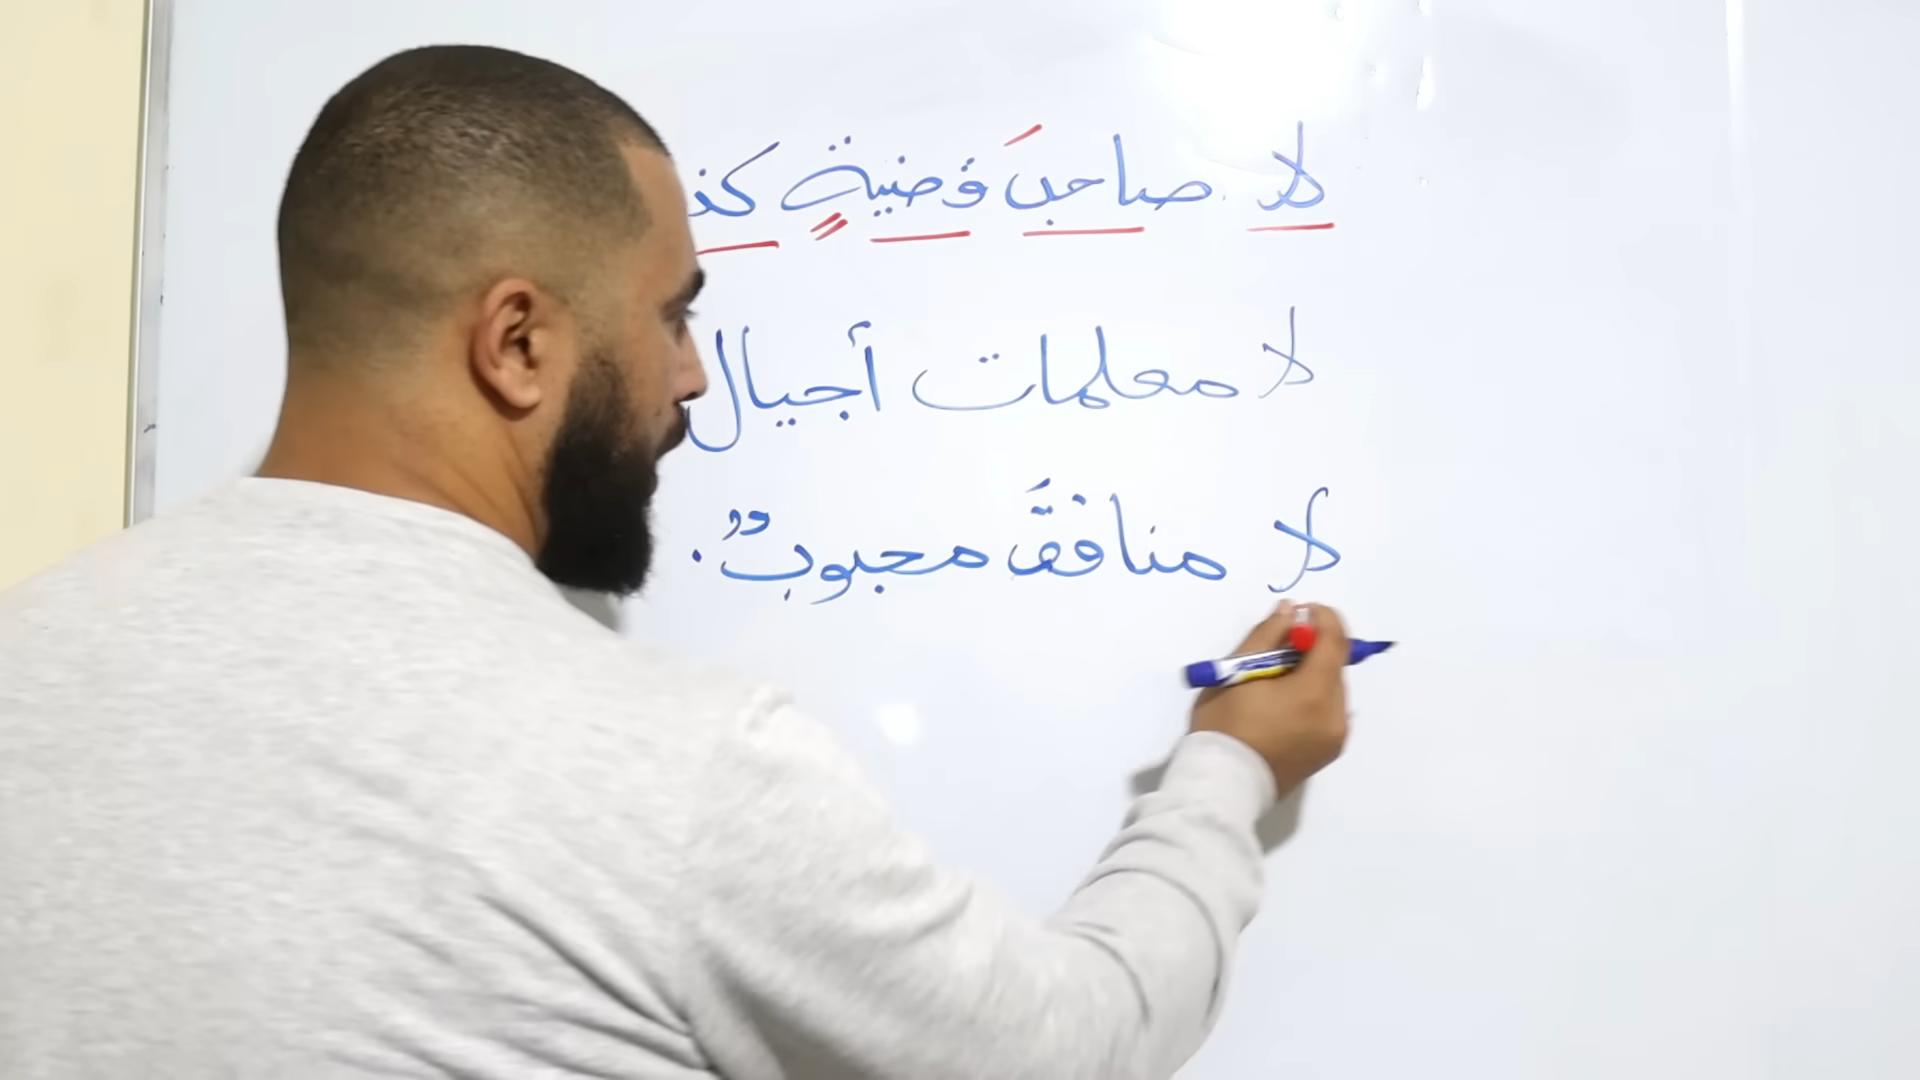 لا صاحبَ قضيةٍ
لا معلمات أجيال
لا منافقَ محبوبٌ.